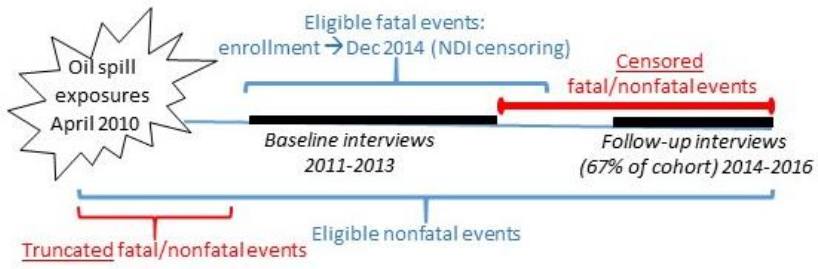 Eligible fatal events:
enrollment→Dec 2014 (NDI censoring)
Oil spill
exposures
April 2010
Censored
fatal/nonfatal events
Baseline interviews
2011-2013
Follow-up interviews
(67% of cohort) 2014-2016
Eligible nonfatal events
Truncated fatal/nonfatal events